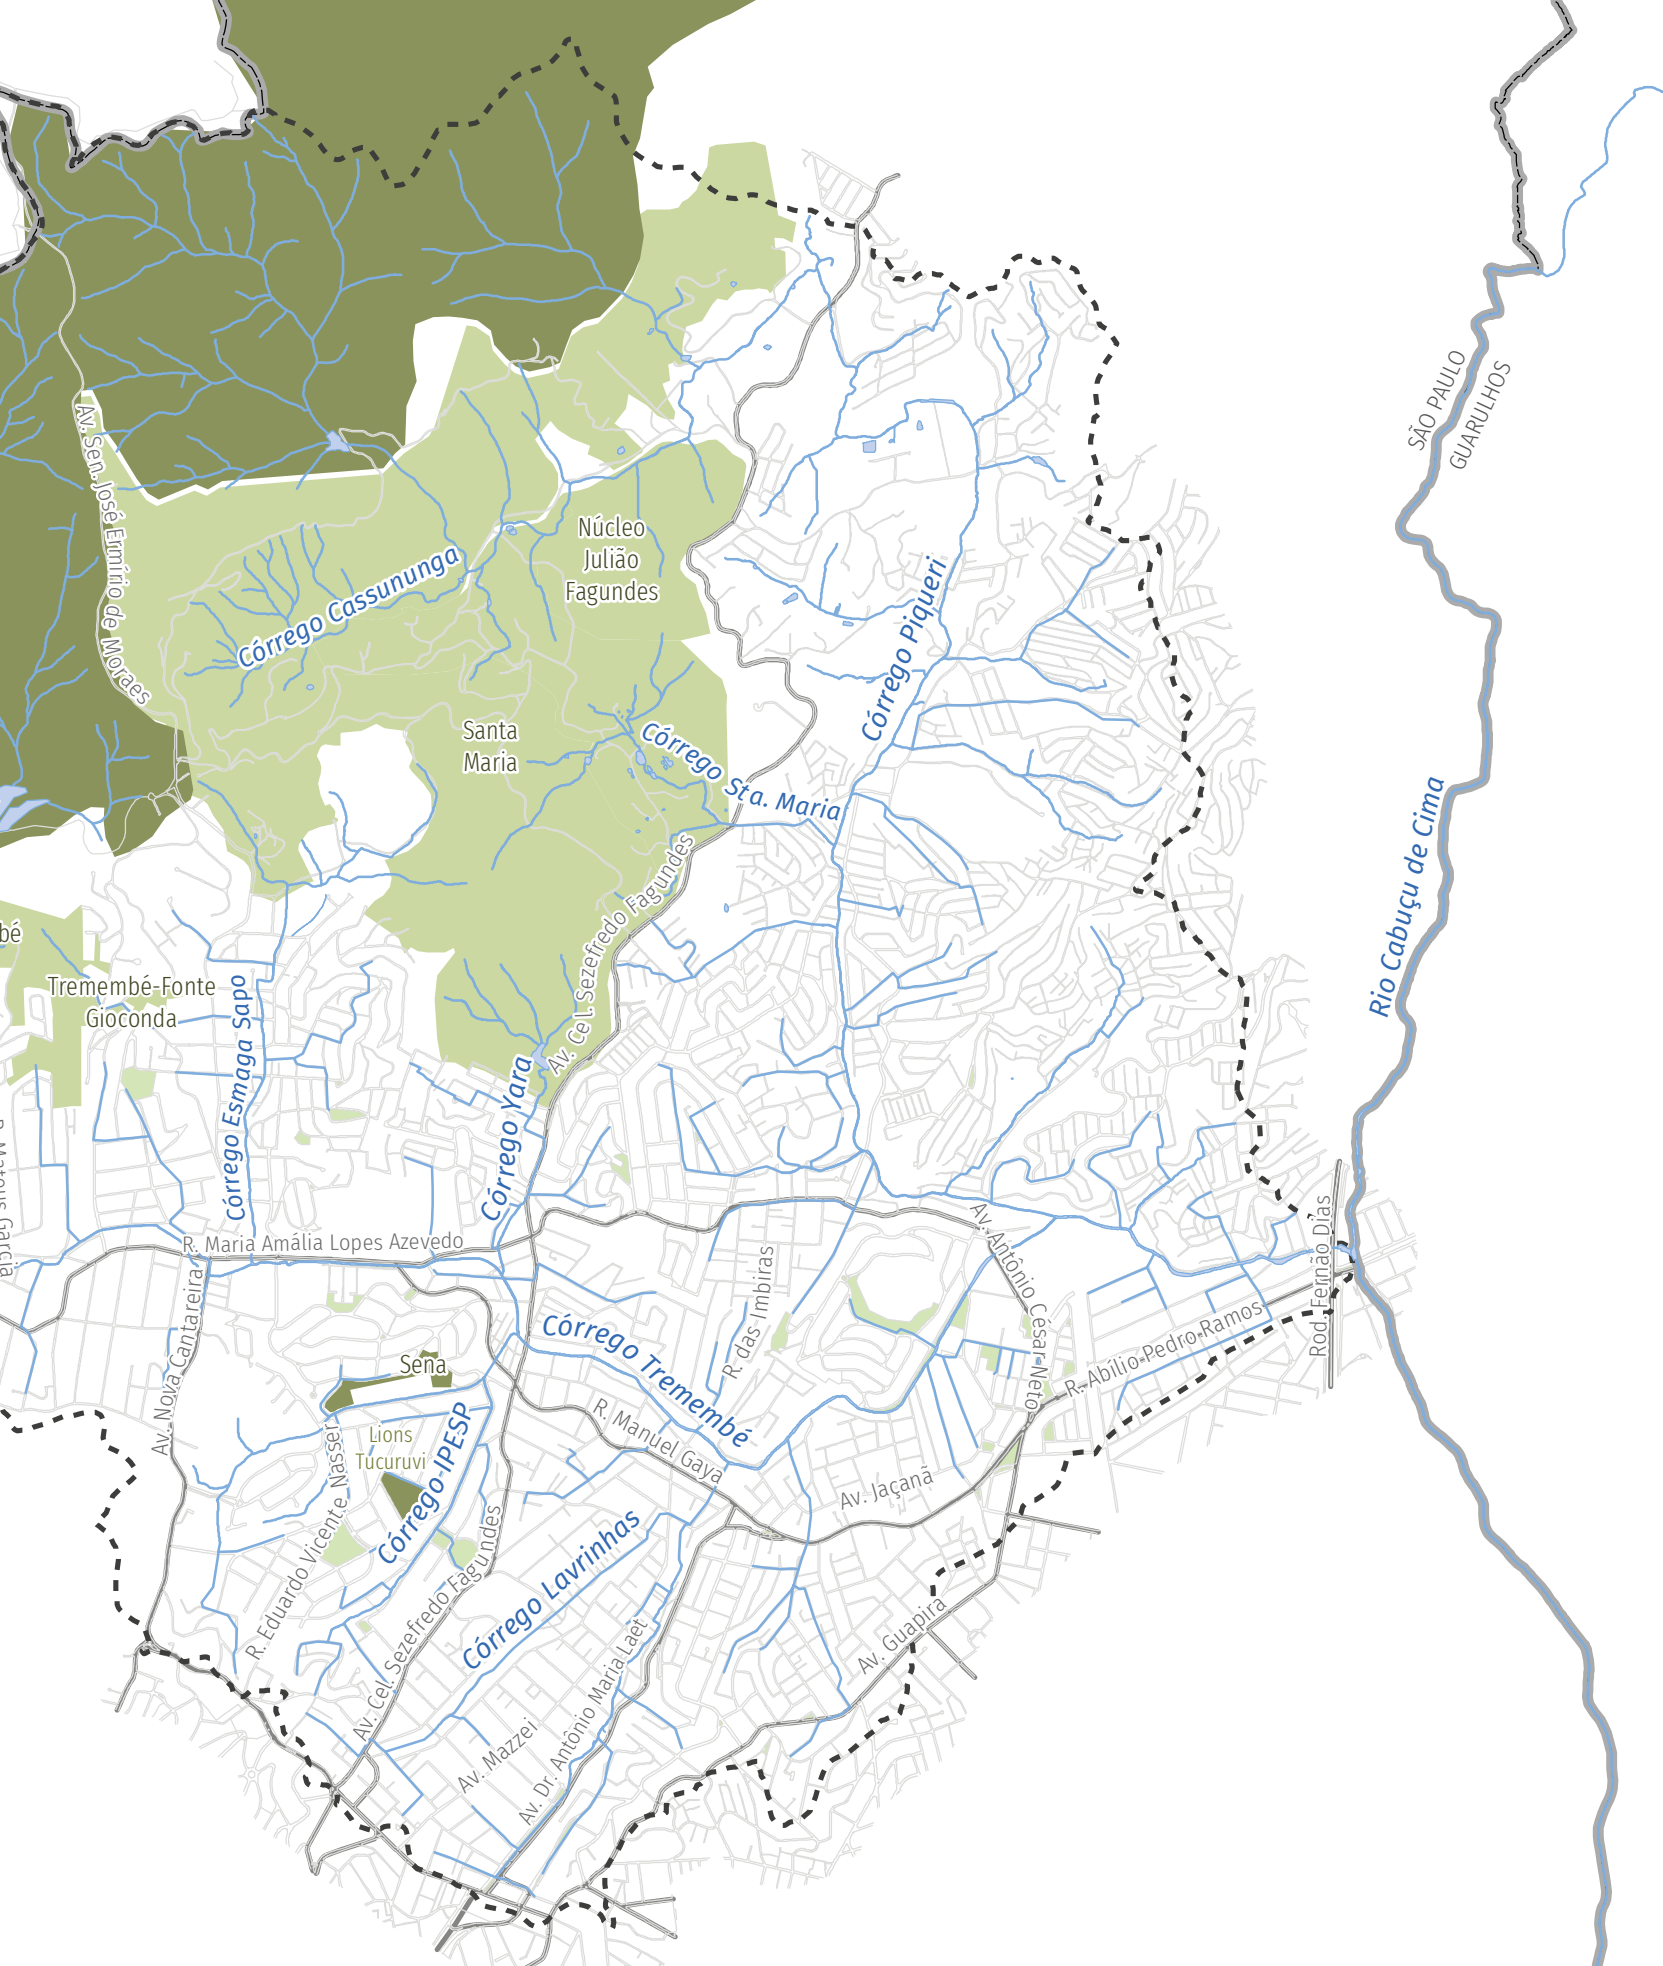 SÃO PAULO
GUARULHOS
Av. Sen. José Ermírio de Moraes
Núcleo
Julião
Fagundes
Córrego Cassununga
Córrego Piqueri
Santa
Maria
Córrego Sta. Maria
Rio Cabuçu de Cima
Av. Cel. Sezefredo Fagundes
bé
Tremembé-Fonte
Gioconda
Córrego Esmaga Sapo
Córrego Yara
R. Mateus Garcia
R. Maria Amália Lopes Azevedo
Av. Nova Cantareira
Av. Antônio César Neto
Rod. Fernão Dias
R. das Imbiras
Córrego Tremembé
R. Abílio Pedro Ramos
Sena
Lions
Tucuruvi
Córrego IPESP
R. Manuel Gaya
Av. Jaçanã
R. Eduardo Vicente Nasser
Córrego Lavrinhas
Av. Cel. Sezefredo Fagundes
Av. Guapira
Av. Mazzei
Av. Dr. Antônio Maria Laet